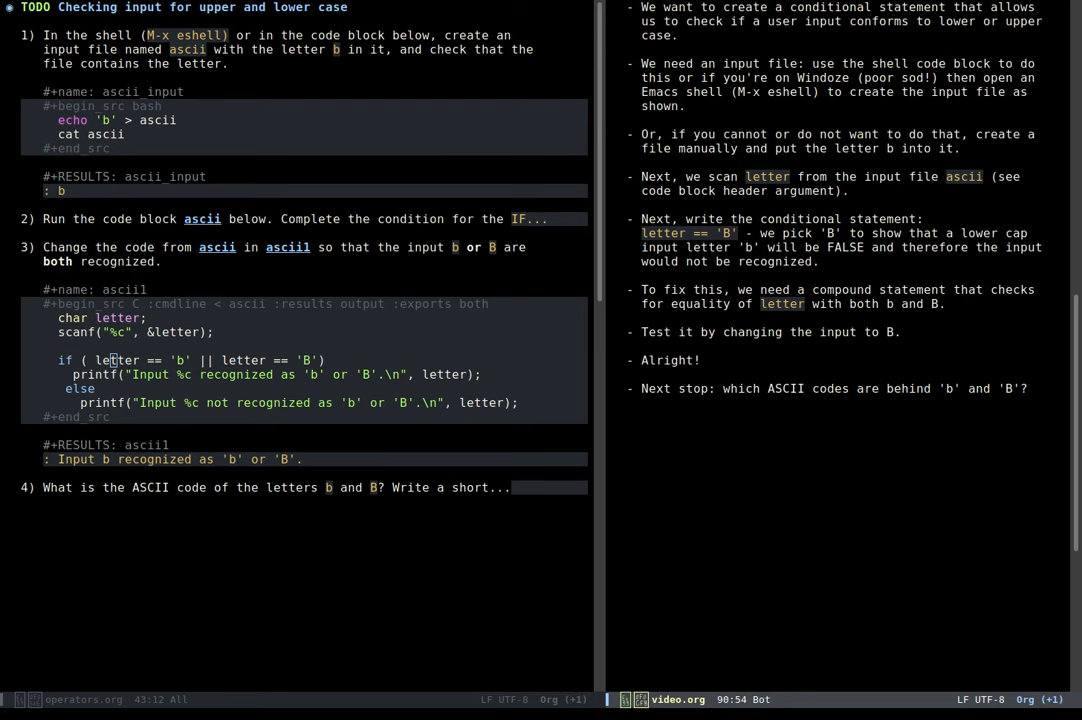 ◉ TODO Checking input for upper and lower case
1) In the shell (M-x eshell) or in the code block below, create an
input file named ascii with the letter b in it, and check that the
file contains the letter.
#+name: ascii_input
#+begin_src bash
echo 'b' > ascii
cat ascii
#+end_src
#+RESULTS: ascii_input
: b
2) Run the code block ascii below. Complete the condition for the IF...
3) Change the code from ascii in ascii1 so that the input b or B are
both recognized.
#+name: ascii1
#+begin_src C :cmdline < ascii :results output :exports both
char letter;
scanf("%c", &letter);
if ( letter == 'b' || letter == 'B')
printf("Input %c recognized as 'b' or 'B'.\n", letter);
else
printf("Input %c not recognized as 'b' or 'B'.\n", letter);
#+end_src
#+RESULTS: ascii1
: Input b recognized as 'b' or 'B'.
4) What is the ASCII code of the letters b and B? Write a short...
operators.org 43:12 All LF UTF-8 Org (+1)
- We want to create a conditional statement that allows
us to check if a user input conforms to lower or upper
case.
- We need an input file: use the shell code block to do
this or if you're on Windoze (poor sod!) then open an
Emacs shell (M-x eshell) to create the input file as
shown.
- Or, if you cannot or do not want to do that, create a
file manually and put the letter b into it.
- Next, we scan letter from the input file ascii (see
code block header argument).
- Next, write the conditional statement:
letter == 'B' - we pick 'B' to show that a lower cap
input letter 'b' will be FALSE and therefore the input
would not be recognized.
- To fix this, we need a compound statement that checks
for equality of letter with both b and B.
- Test it by changing the input to B.
- Alright!
- Next stop: which ASCII codes are behind 'b' and 'B'?
video.org 90:54 Bot LF UTF-8 Org (+1)